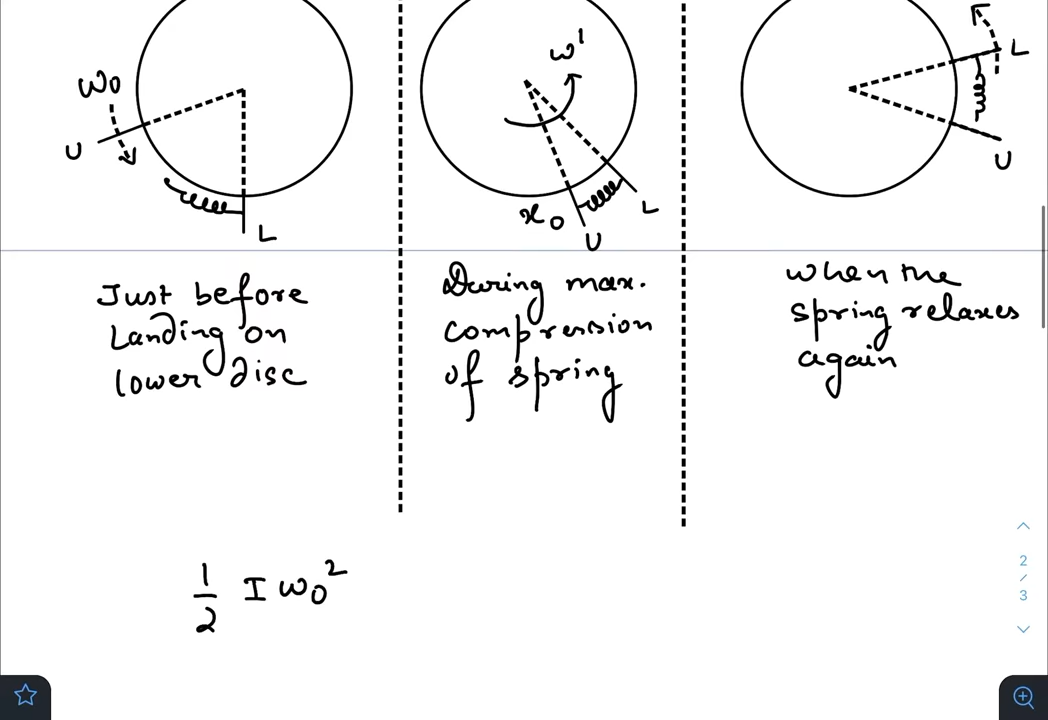 ω0
U
L
ω'
x0
U
L
L
U
Just before
Landing on
lower disc
During max.
compression
of spring
when the
spring relaxes
again
1/2 I ω0²
2
/
3